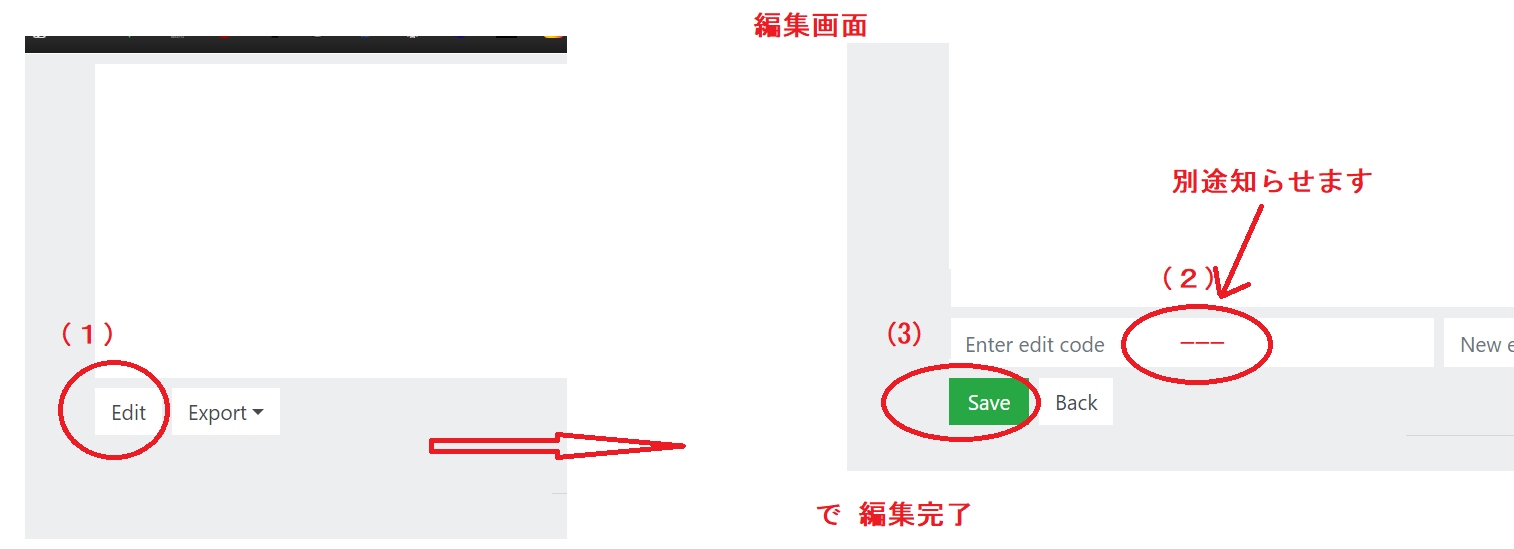 編集画面
別途知らせます
(２)
(１)
(3)
Enter edit code
---
New e
Edit
Export
Save
Back
で 編集完了